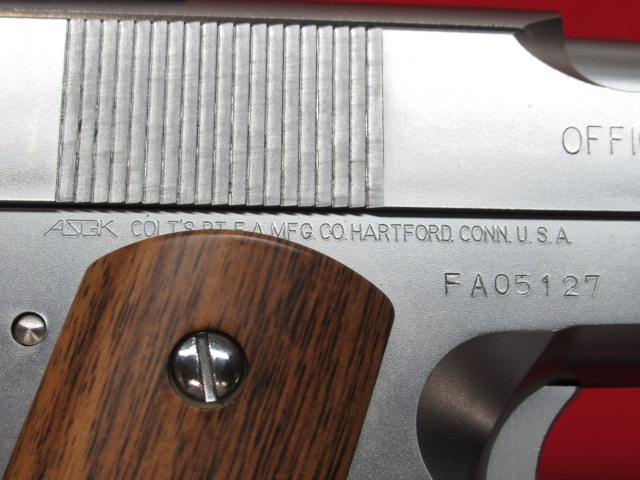 OFFI
ASGK COLT'S PT. F. A. MFG. CO. HARTFORD. CONN. U. S. A.
FA05127